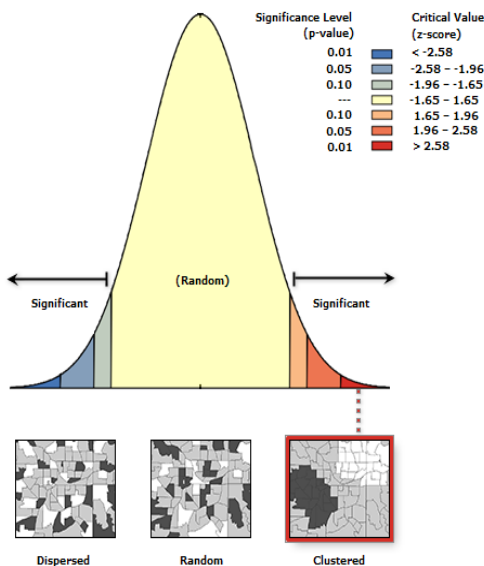 Significance Level Critical Value
(p-value) (z-score)
0.01 < -2.58
0.05 -2.58 – -1.96
0.10 -1.96 – -1.65
--- -1.65 – 1.65
0.10 1.65 – 1.96
0.05 1.96 – 2.58
0.01 > 2.58
Significant (Random) Significant
Dispersed Random Clustered